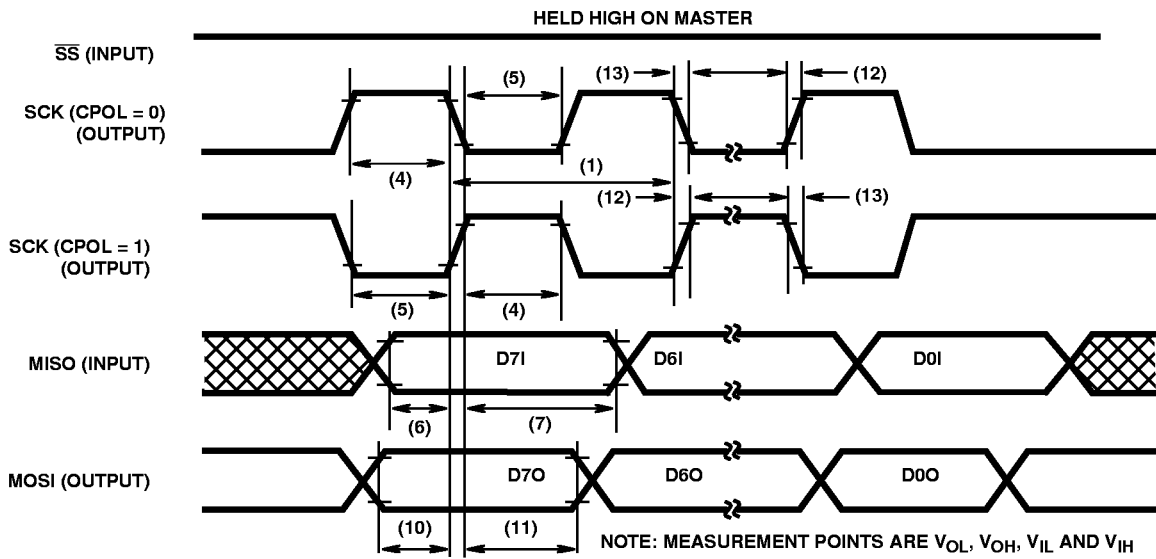 HELD HIGH ON MASTER
SS (INPUT)
(5)
(13)
(12)
SCK (CPOL = 0)
(OUTPUT)
(4)
(1)
(12)
(13)
SCK (CPOL = 1)
(OUTPUT)
(5)
(4)
MISO (INPUT)
D7I
D6I
D0I
(6)
(7)
MOSI (OUTPUT)
D7O
D6O
D0O
(10)
(11)
NOTE: MEASUREMENT POINTS ARE VOL, VOH, VIL AND VIH